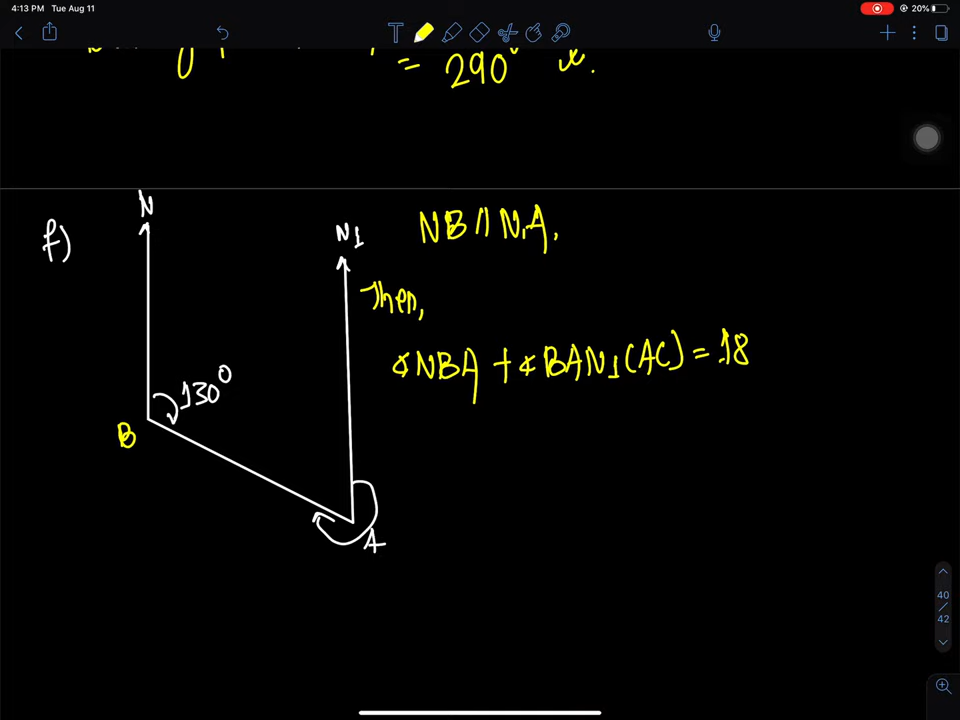 4:13 PM Tue Aug 11
20%
T
= 290°
f)
N
N1
NB // N1A.
Then,
∢NBA + ∢BAN1(AC) = 18
130°
B
A
40
/
42